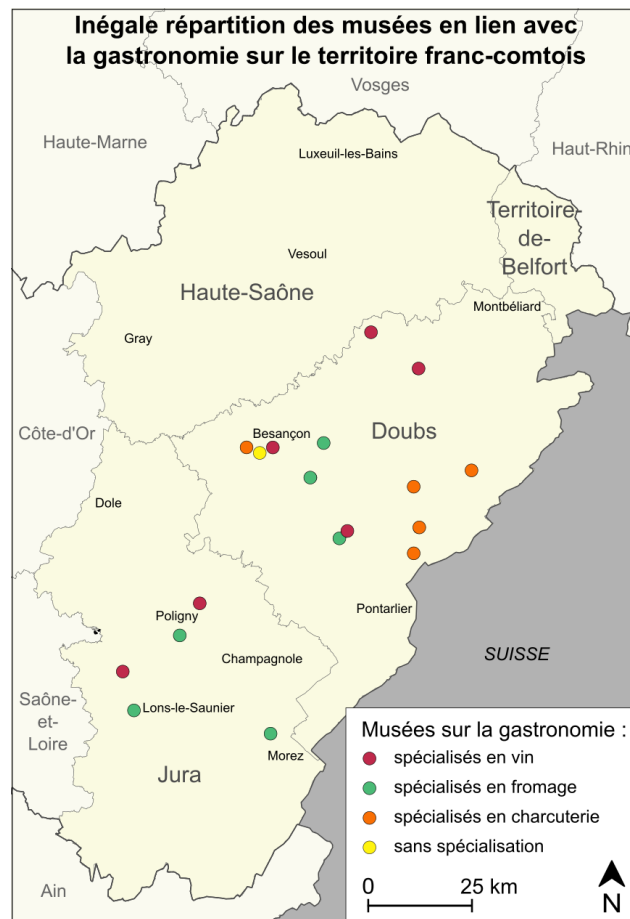 Inégale répartition des musées en lien avec
la gastronomie sur le territoire franc-comtois
Vosges
Haute-Marne
Haut-Rhin
Luxeuil-les-Bains
Territoire-
de-
Belfort
Vesoul
Haute-Saône
Montbéliard
Gray
Côte-d'Or
Besançon
Doubs
Dole
Pontarlier
Poligny
Champagnole
SUISSE
Saône-
et-
Loire
Lons-le-Saunier
Morez
Jura
Ain
Musées sur la gastronomie :
spécialisés en vin
spécialisés en fromage
spécialisés en charcuterie
sans spécialisation
0 25 km
N